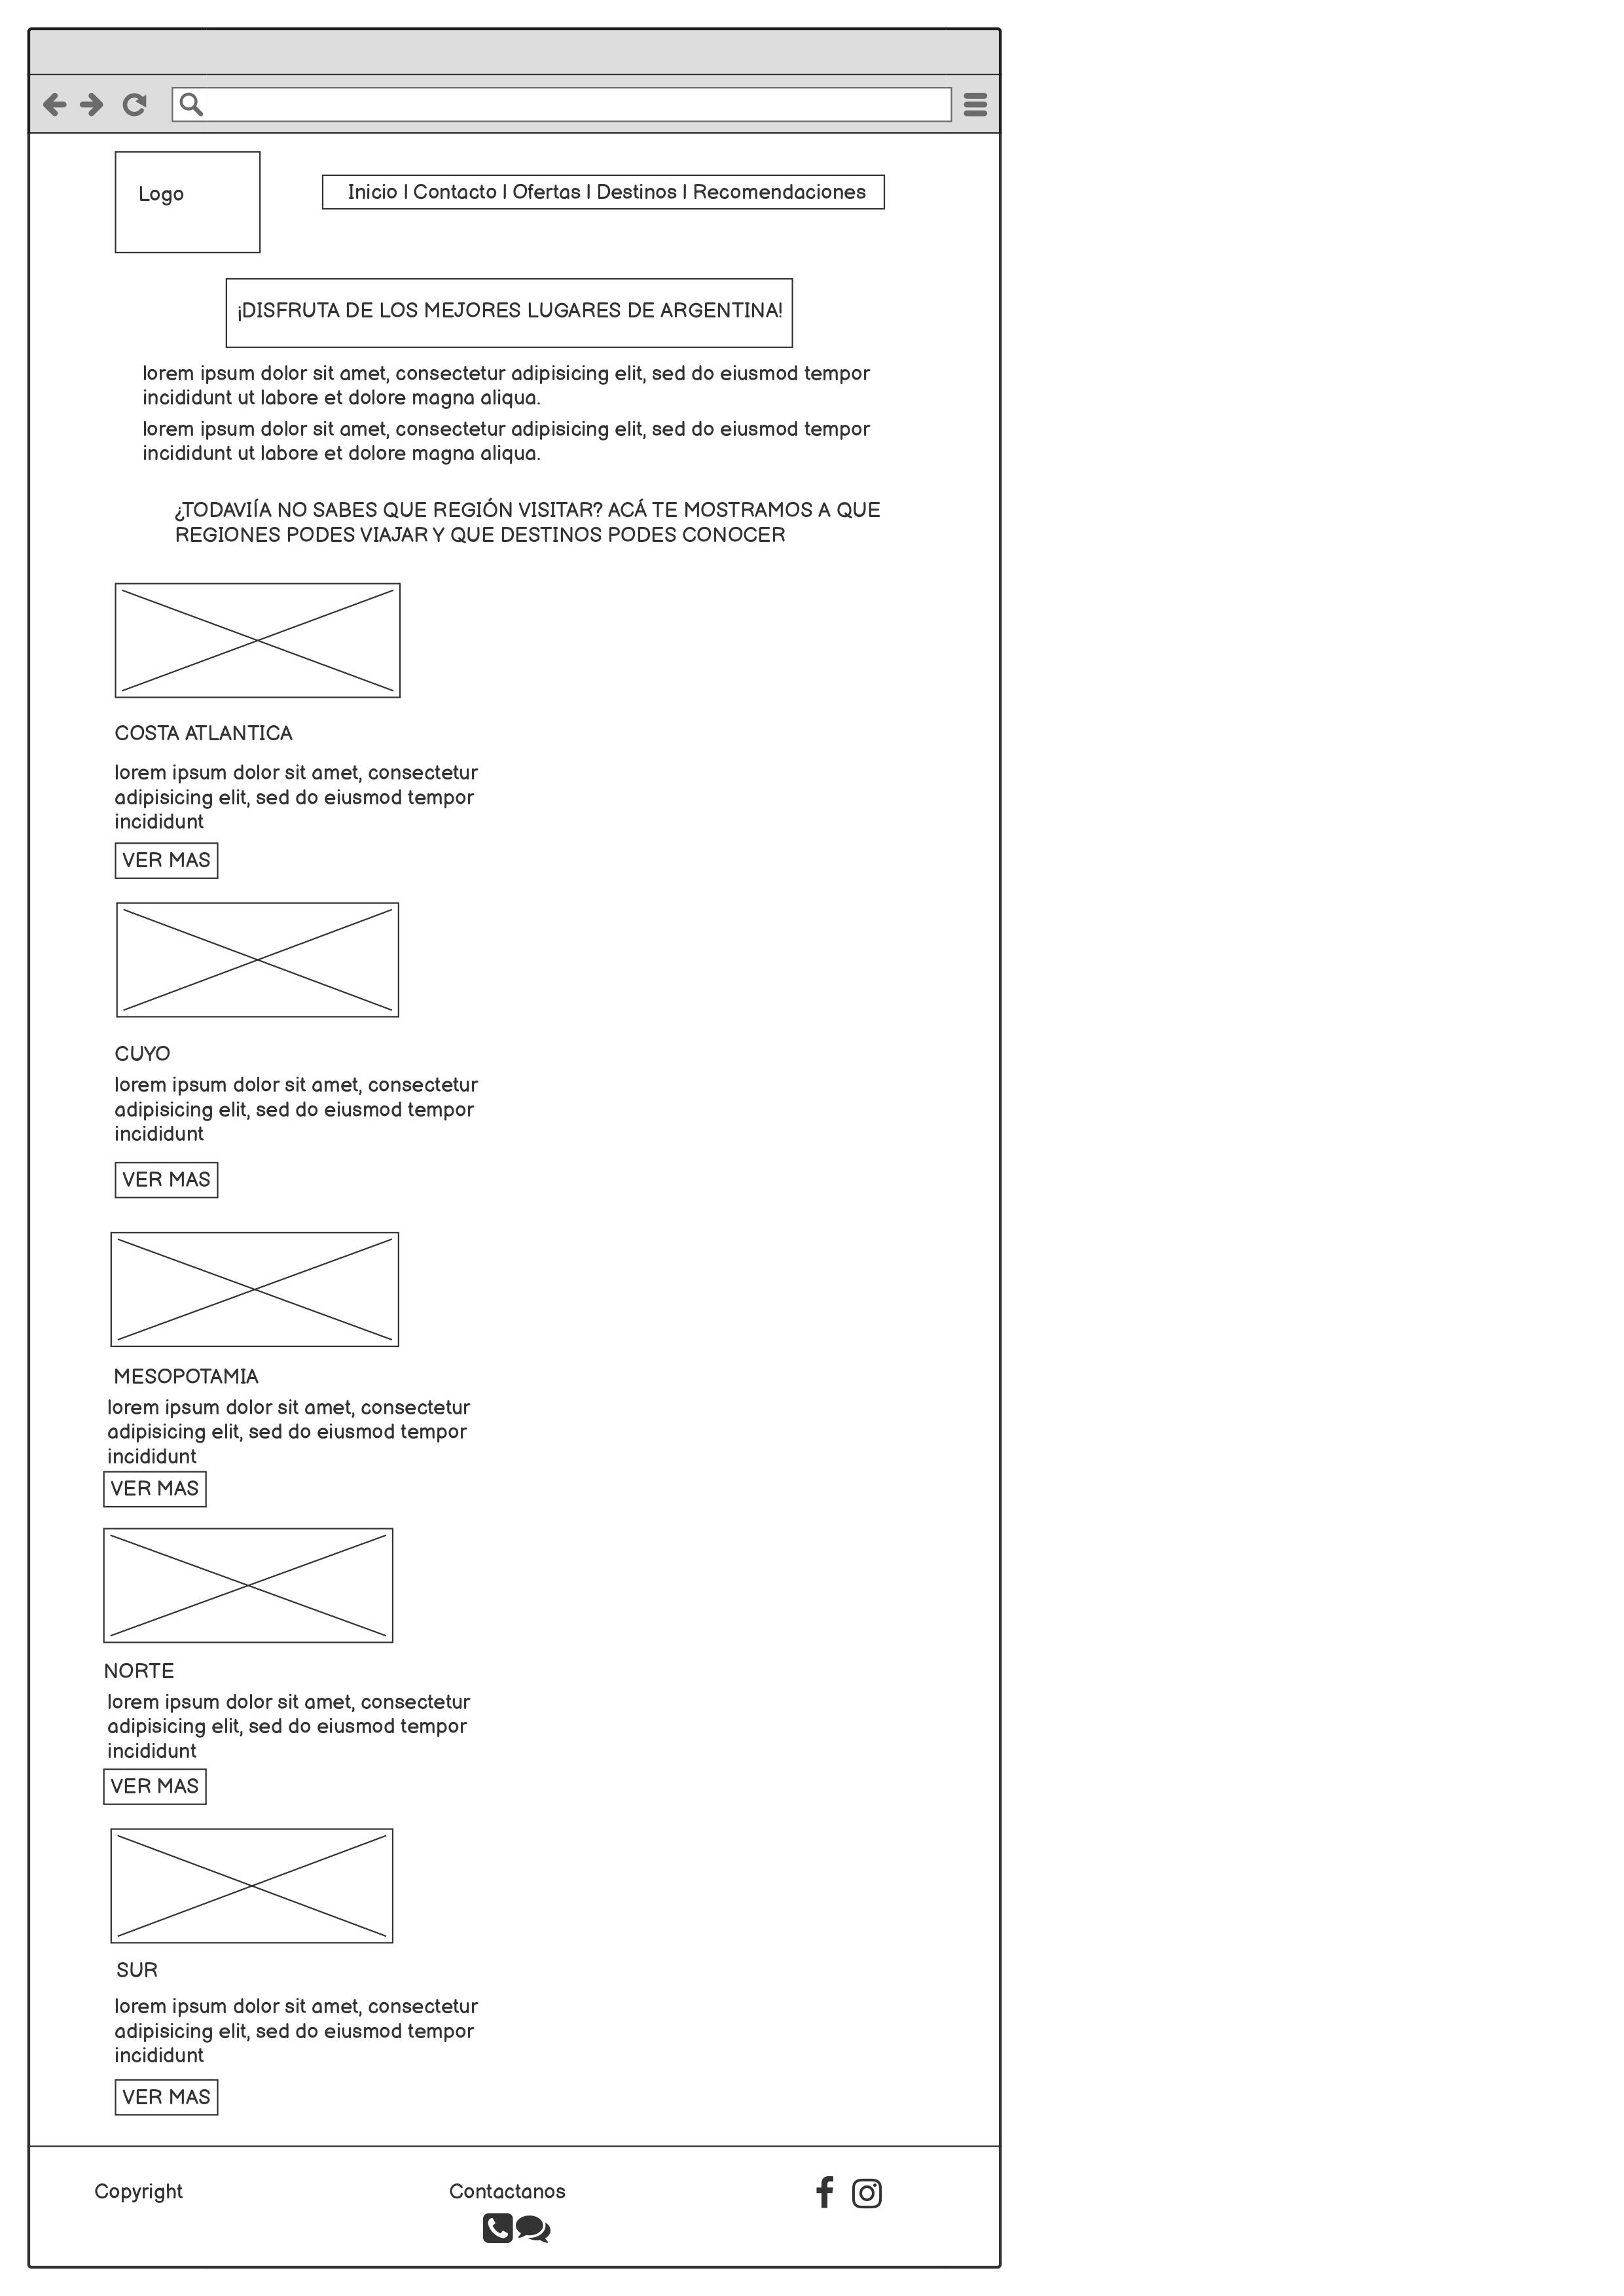 Logo
Inicio | Contacto | Ofertas | Destinos | Recomendaciones
¡DISFRUTA DE LOS MEJORES LUGARES DE ARGENTINA!
lorem ipsum dolor sit amet, consectetur adipisicing elit, sed do eiusmod tempor
incididunt ut labore et dolore magna aliqua.
lorem ipsum dolor sit amet, consectetur adipisicing elit, sed do eiusmod tempor
incididunt ut labore et dolore magna aliqua.
¿TODAVIÍA NO SABES QUE REGIÓN VISITAR? ACÁ TE MOSTRAMOS A QUE
REGIONES PODES VIAJAR Y QUE DESTINOS PODES CONOCER
COSTA ATLANTICA
lorem ipsum dolor sit amet, consectetur
adipisicing elit, sed do eiusmod tempor
incididunt
VER MAS
CUYO
lorem ipsum dolor sit amet, consectetur
adipisicing elit, sed do eiusmod tempor
incididunt
VER MAS
MESOPOTAMIA
lorem ipsum dolor sit amet, consectetur
adipisicing elit, sed do eiusmod tempor
incididunt
VER MAS
NORTE
lorem ipsum dolor sit amet, consectetur
adipisicing elit, sed do eiusmod tempor
incididunt
VER MAS
SUR
lorem ipsum dolor sit amet, consectetur
adipisicing elit, sed do eiusmod tempor
incididunt
VER MAS
Copyright
Contactanos